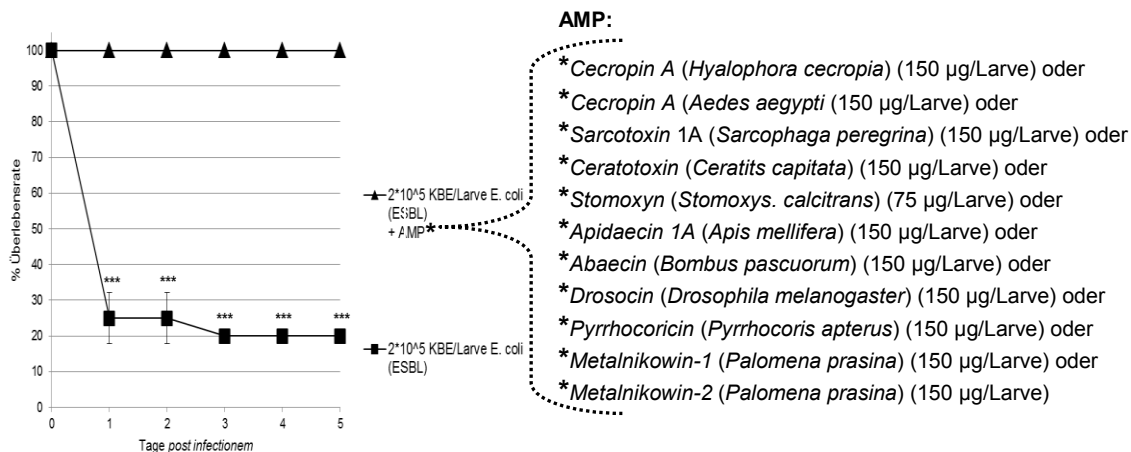 AMP:
*Cecropin A (Hyalophora cecropia) (150 µg/Larve) oder
*Cecropin A (Aedes aegypti (150 µg/Larve) oder
*Sarcotoxin 1A (Sarcophaga peregrina) (150 µg/Larve) oder
*Ceratotoxin (Ceratits capitata) (150 µg/Larve) oder
*Stomoxyn (Stomoxys. calcitrans) (75 µg/Larve) oder
*Apidaecin 1A (Apis mellifera) (150 µg/Larve) oder
*Abaecin (Bombus pascuorum) (150 µg/Larve) oder
*Drosocin (Drosophila melanogaster) (150 µg/Larve) oder
*Pyrrhocoricin (Pyrrhocoris apterus) (150 µg/Larve) oder
*Metalnikowin-1 (Palomena prasina) (150 µg/Larve) oder
*Metalnikowin-2 (Palomena prasina) (150 µg/Larve)
% Überlebensrate
100
90
80
70
60
50
40
30
20
10
0
*** *** *** *** ***
0 1 2 3 4 5
Tage post infectionem
2*10^5 KBE/Larve E. coli
(ESBL)
+ AMP*
2*10^5 KBE/Larve E. coli
(ESBL)